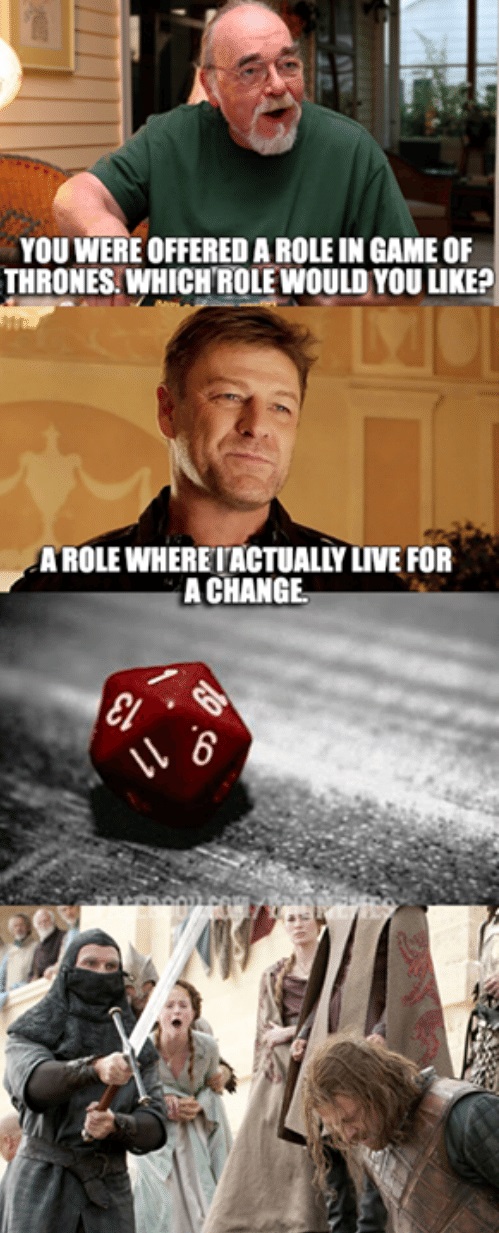 YOU WERE OFFERED A ROLE IN GAME OF
THRONES. WHICH ROLE WOULD YOU LIKE?
A ROLE WHERE I ACTUALLY LIVE FOR
A CHANGE.
1
19
13
9
11